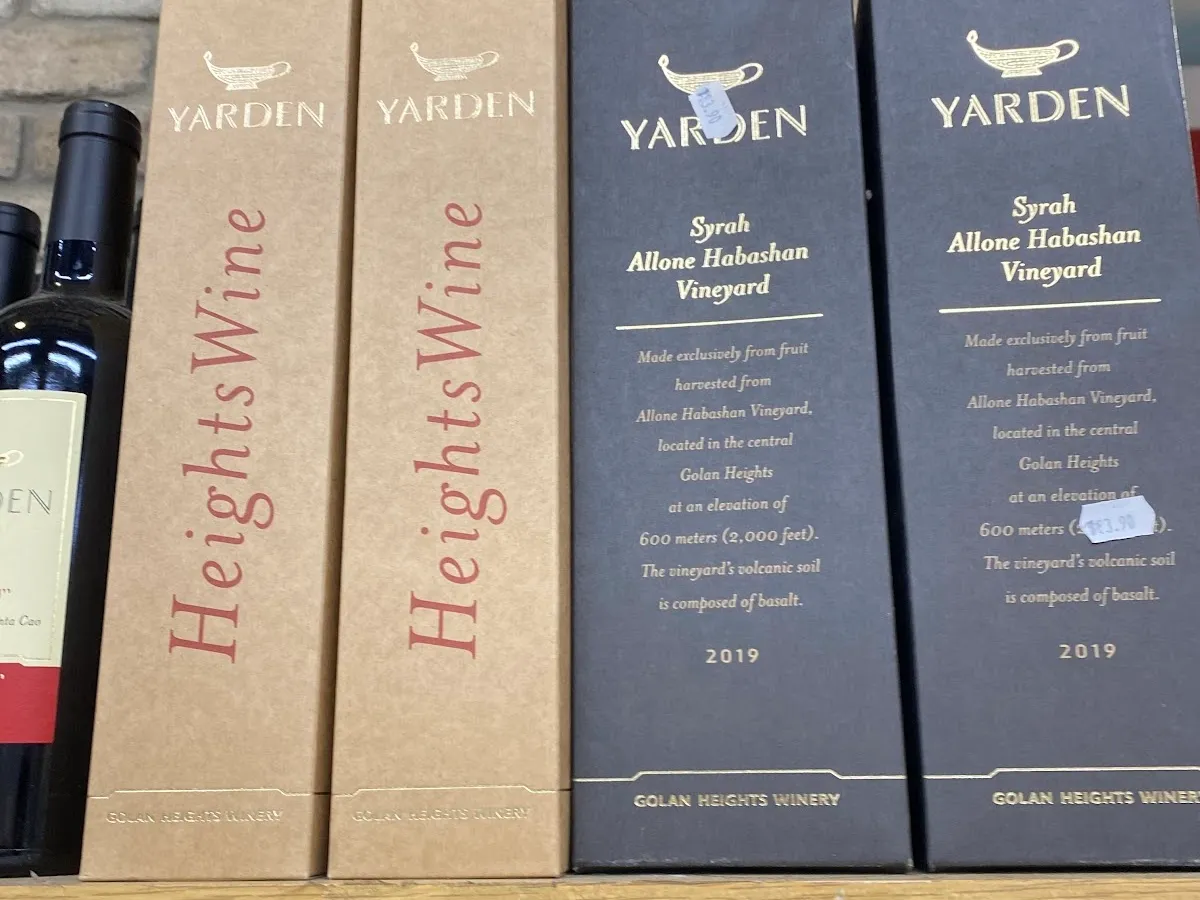 DEN
nta Cao
YARDEN
HeightsWine
GOLAN HEIGHTS WINERY
YARDEN
HeightsWine
GOLAN HEIGHTS WINERY
YARDEN
Syrah
Allone Habashan
Vineyard
Made exclusively from fruit
harvested from
Allone Habashan Vineyard,
located in the central
Golan Heights
at an elevation of
600 meters (2,000 feet).
The vineyard's volcanic soil
is composed of basalt.
2019
GOLAN HEIGHTS WINERY
YARDEN
Syrah
Allone Habashan
Vineyard
Made exclusively from fruit
harvested from
Allone Habashan Vineyard,
located in the central
Golan Heights
at an elevation of
600 meters (
).
The vineyard's volcanic soil
is composed of basalt.
2019
GOLAN HEIGHTS WINERY